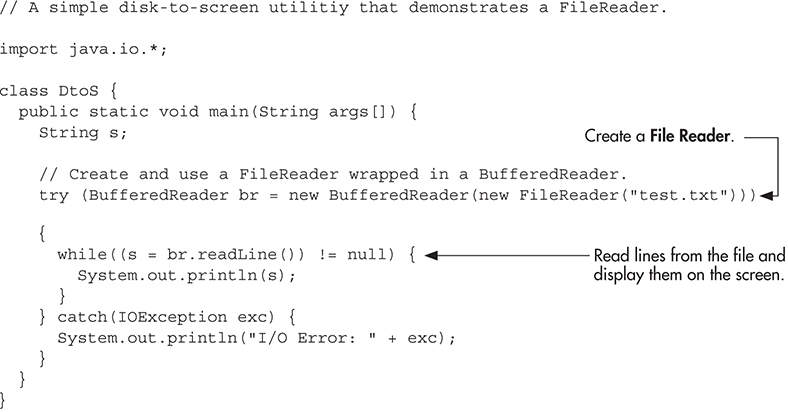 // A simple disk-to-screen utilitiy that demonstrates a FileReader.
import java.io.*;
class DtoS {
public static void main(String args[]) {
String s;
Create a File Reader.
// Create and use a FileReader wrapped in a BufferedReader.
try (BufferedReader br = new BufferedReader(new FileReader("test.txt")))
{
while((s = br.readLine()) != null) {
Read lines from the file and
display them on the screen.
System.out.println(s);
}
} catch(IOException exc) {
System.out.println("I/O Error: " + exc);
}
}
}